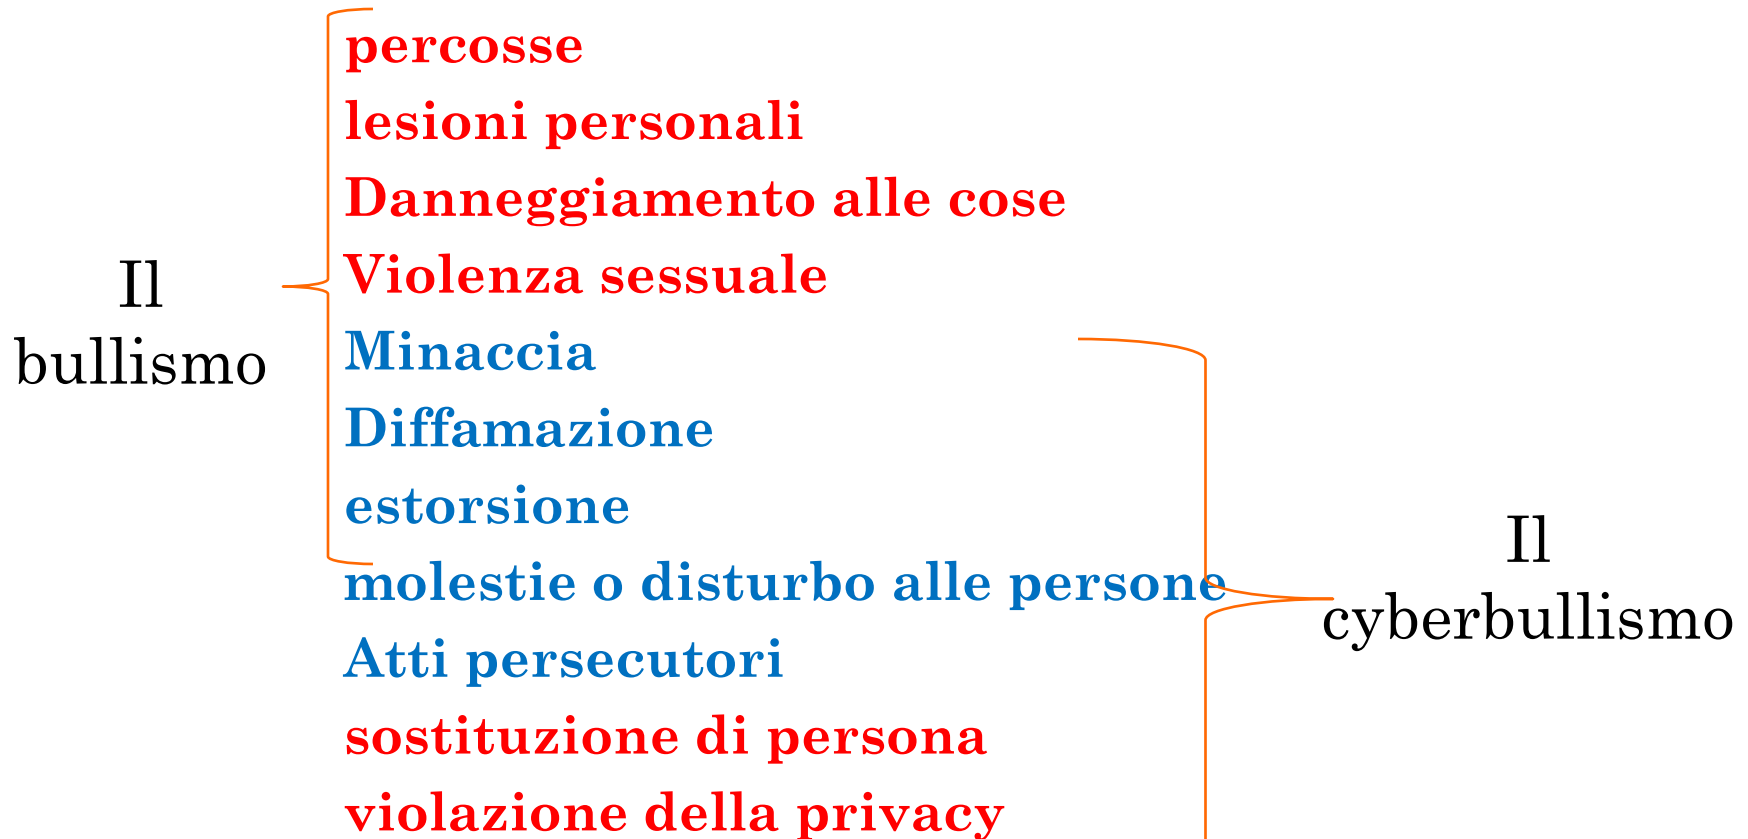 percosse
lesioni personali
Danneggiamento alle cose
Violenza sessuale
Il
bullismo
Minaccia
Diffamazione
estorsione
molestie o disturbo alle persone
Il
cyberbullismo
Atti persecutori
sostituzione di persona
violazione della privacy